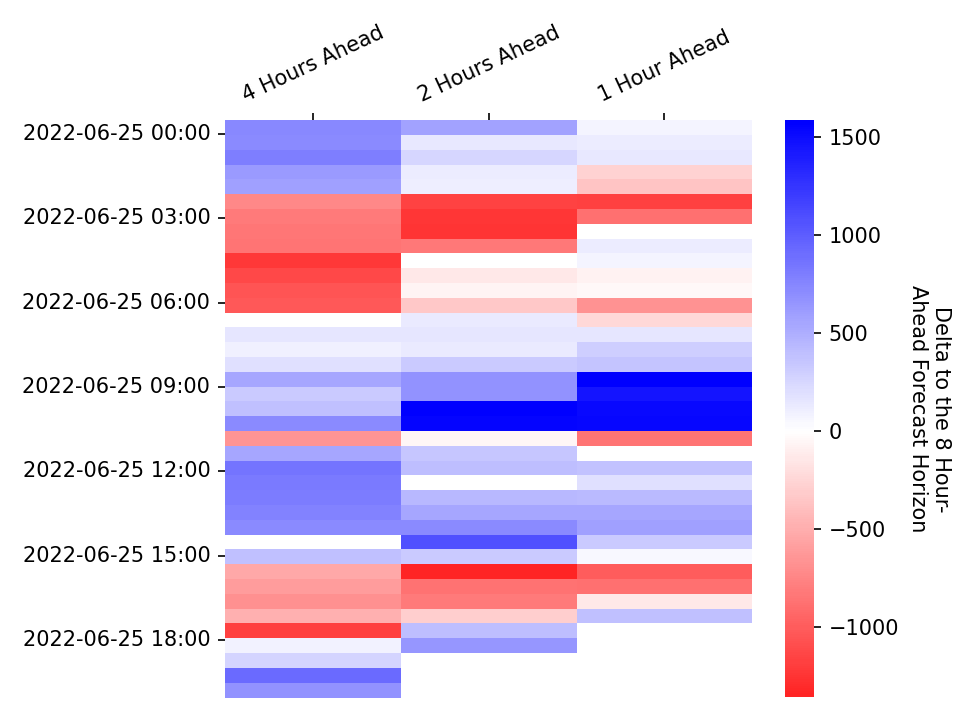 4 Hours Ahead
2 Hours Ahead
1 Hour Ahead
2022-06-25 00:00
2022-06-25 03:00
2022-06-25 06:00
2022-06-25 09:00
2022-06-25 12:00
2022-06-25 15:00
2022-06-25 18:00
1500
1000
500
0
−500
−1000
Delta to the 8 Hour-
Ahead Forecast Horizon